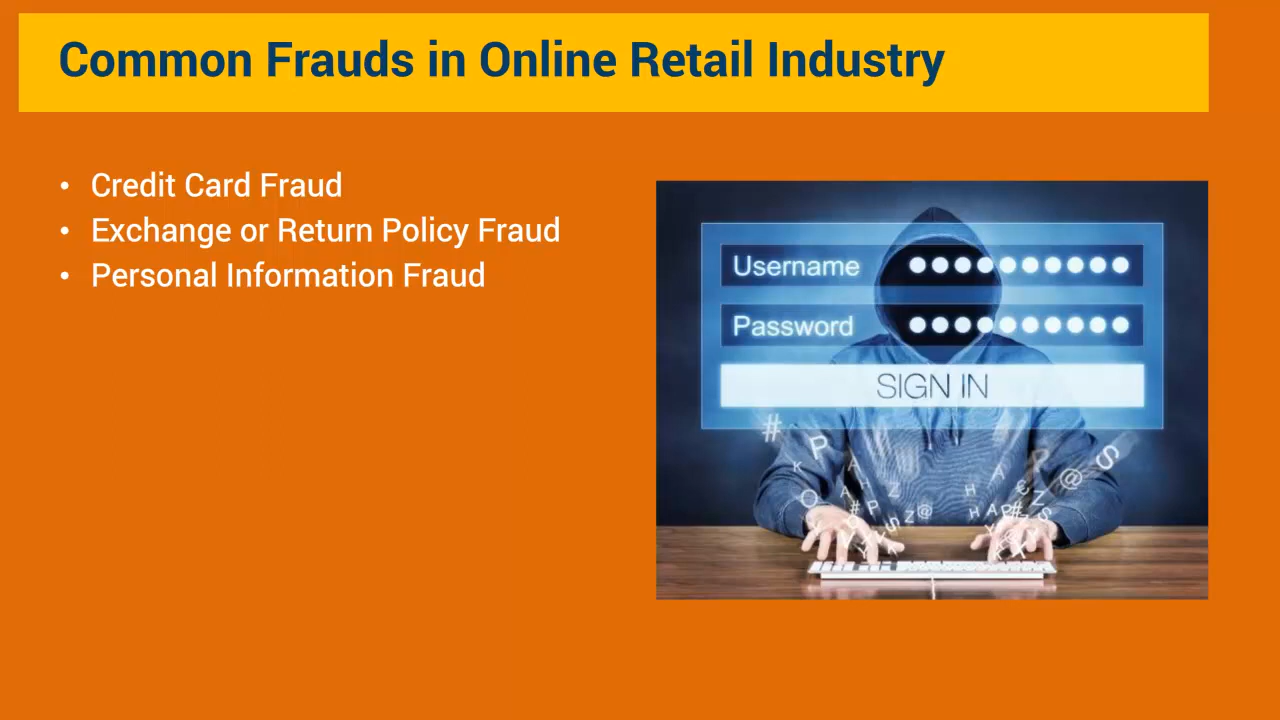 Common Frauds in Online Retail Industry
• Credit Card Fraud
• Exchange or Return Policy Fraud
• Personal Information Fraud
Username ●●●●●●●●●●
Password ●●●●●●●●●●
SIGN IN